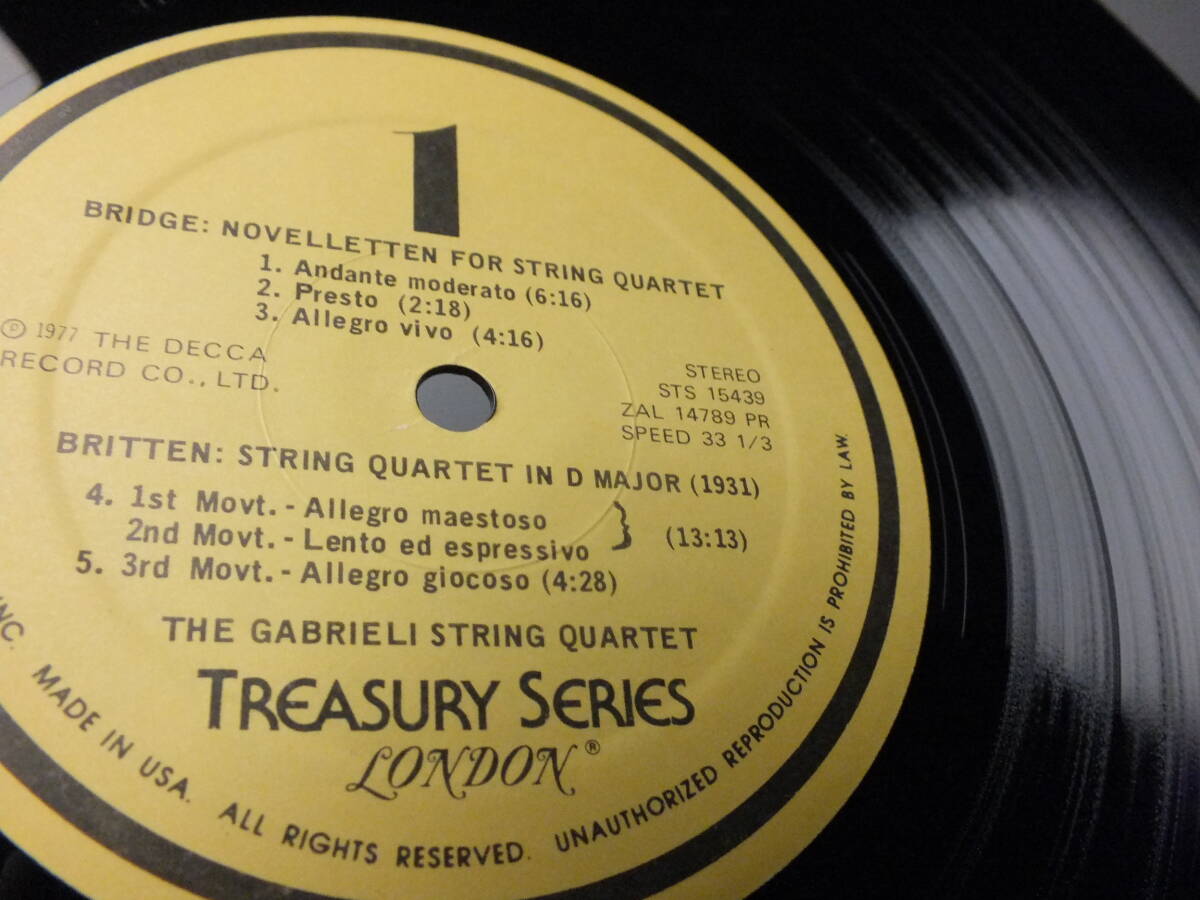 1
BRIDGE: NOVELLETTEN FOR STRING QUARTET
1. Andante moderato (6:16)
2. Presto (2:18)
3. Allegro vivo (4:16)
℗ 1977 THE DECCA
RECORD CO., LTD.
STEREO
STS 15439
ZAL 14789 PR
SPEED 33 1/3
BRITTEN: STRING QUARTET IN D MAJOR (1931)
4. 1st Movt. - Allegro maestoso
2nd Movt. - Lento ed espressivo } (13:13)
5. 3rd Movt. - Allegro giocoso (4:28)
THE GABRIELI STRING QUARTET
TREASURY SERIES
LONDON®
INC. MADE IN USA. ALL RIGHTS RESERVED. UNAUTHORIZED REPRODUCTION IS PROHIBITED BY LAW.